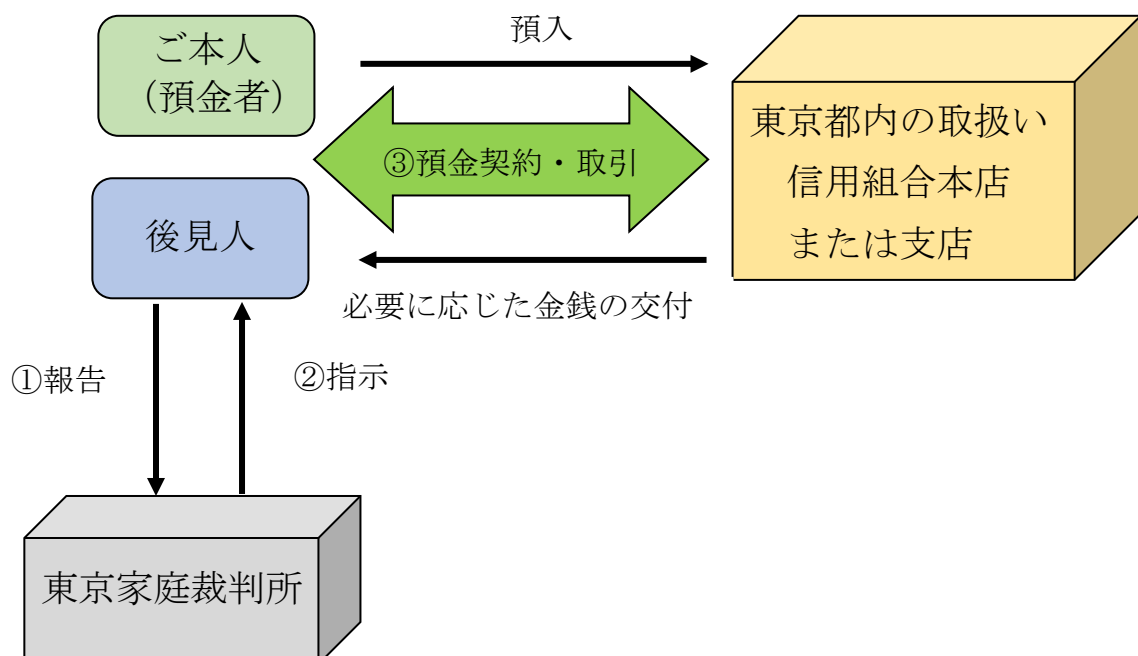 ご本人
（預金者）
預入
東京都内の取扱い
信用組合本店
または支店
③預金契約・取引
後見人
必要に応じた金銭の交付
①報告
②指示
東京家庭裁判所